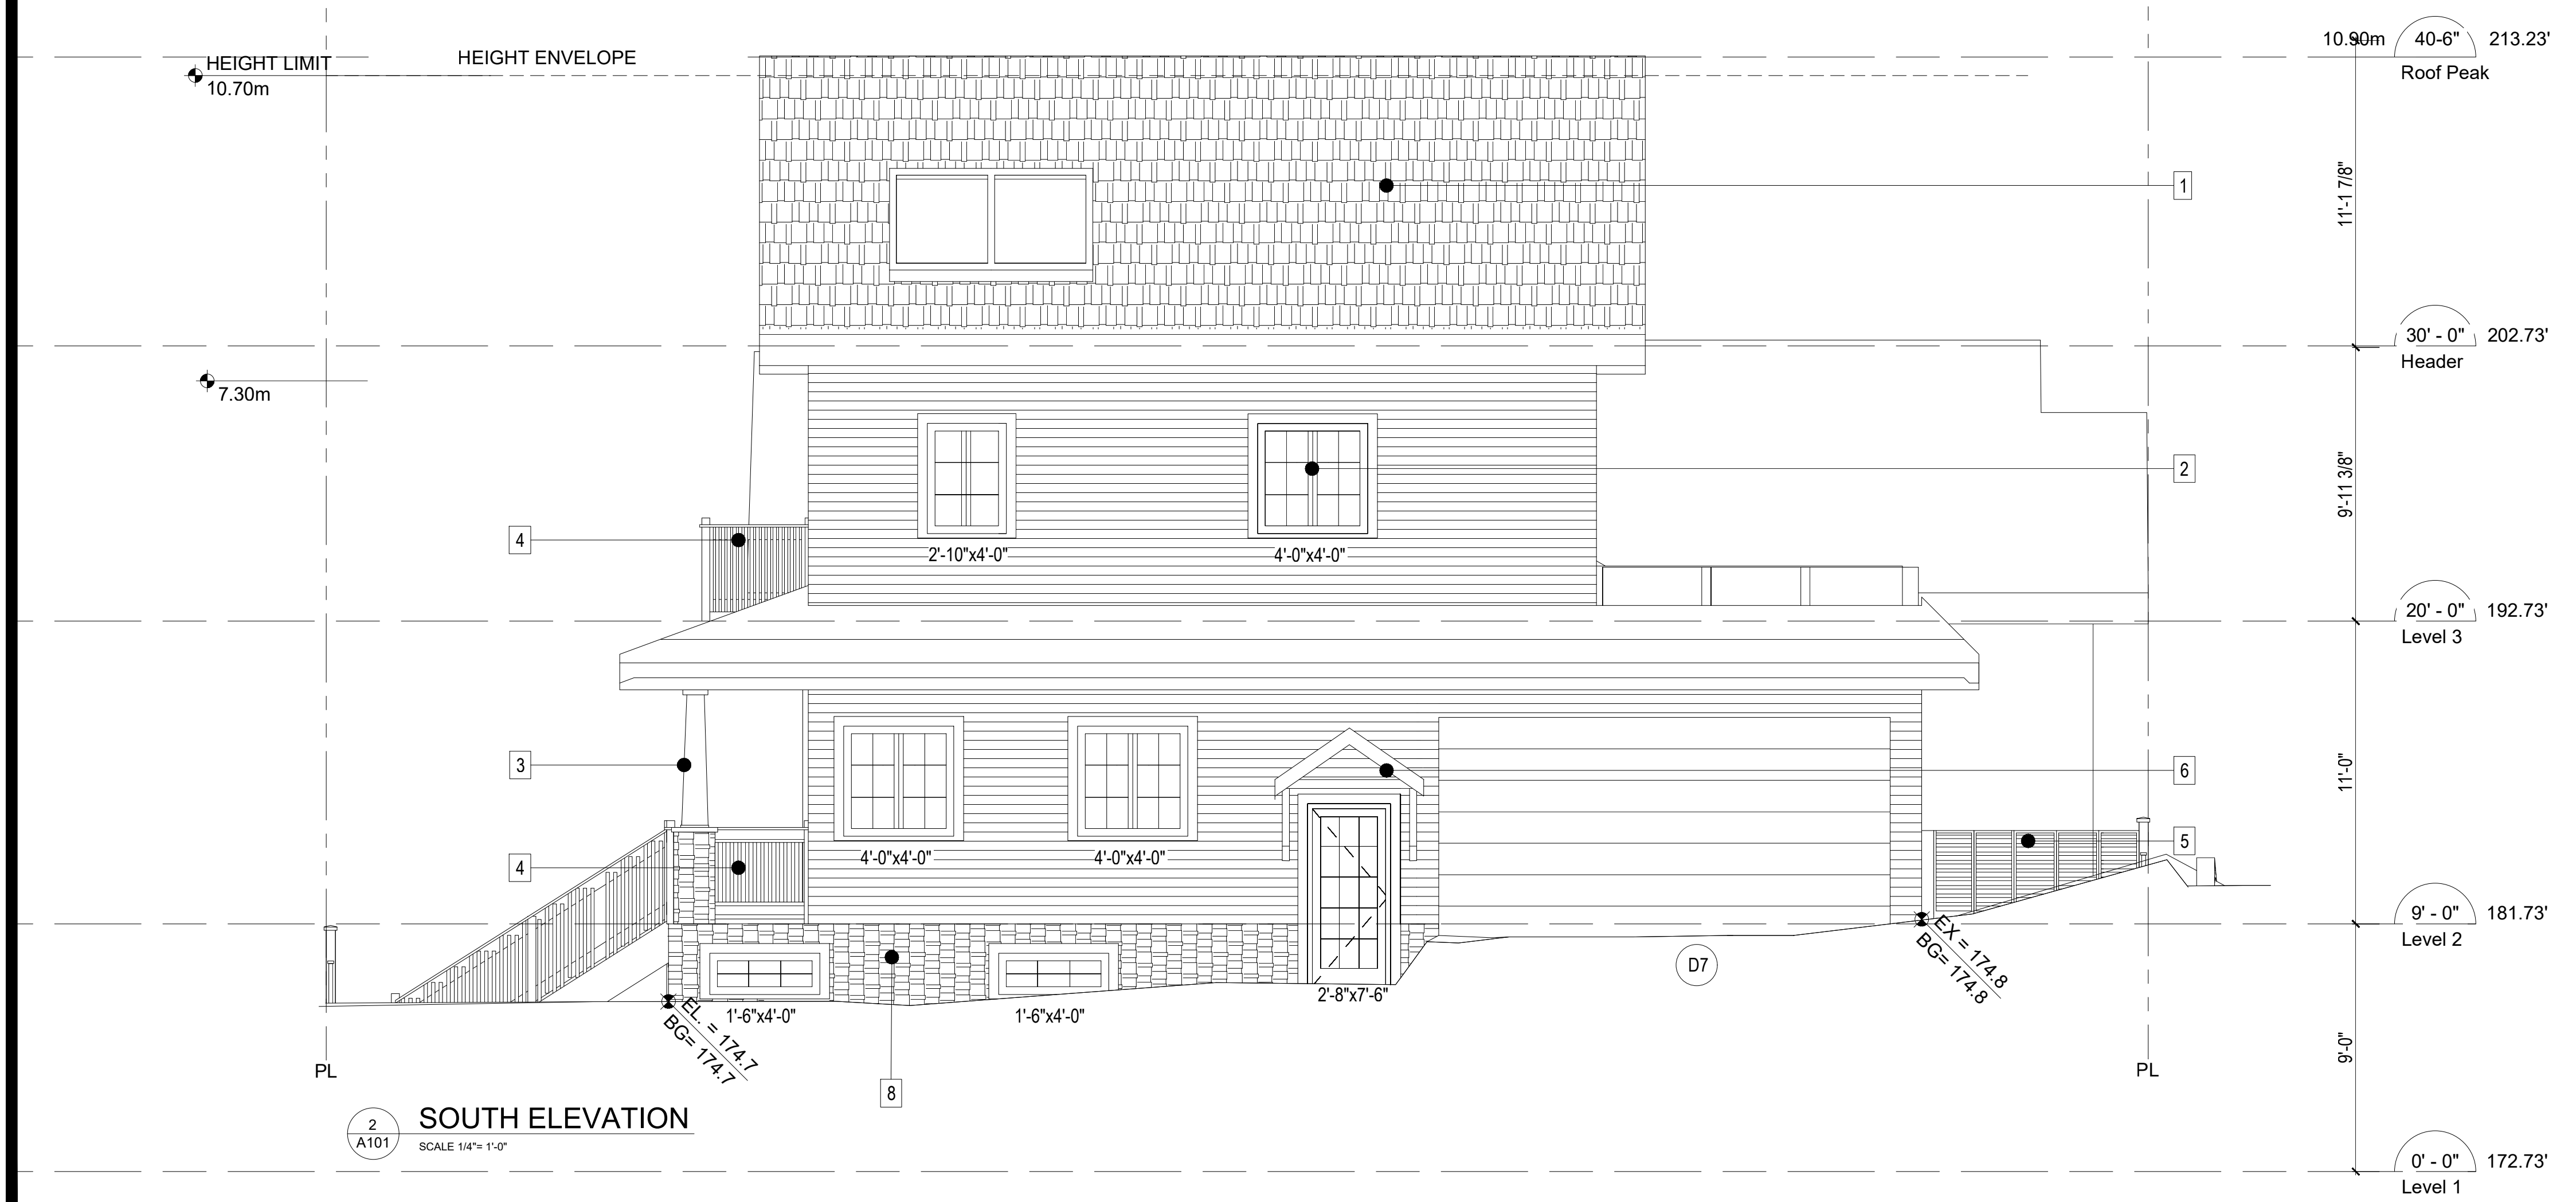 HEIGHT LIMIT
10.70m
HEIGHT ENVELOPE
10.90m
40-6" 213.23'
Roof Peak
1
11'-1 7/8"
30' - 0" 202.73'
Header
7.30m
2
9'-11 3/8"
4
2'-10"x4'-0"
4'-0"x4'-0"
20' - 0" 192.73'
Level 3
3
6
11'-0"
5
4
4'-0"x4'-0"
4'-0"x4'-0"
9' - 0" 181.73'
Level 2
EX = 174.8
BG= 174.8
D7
2'-8"x7'-6"
1'-6"x4'-0"
1'-6"x4'-0"
EL. = 174.7
BG= 174.7
9'-0"
PL
PL
8
2
A101
SOUTH ELEVATION
SCALE 1/4"= 1'-0"
0' - 0" 172.73'
Level 1